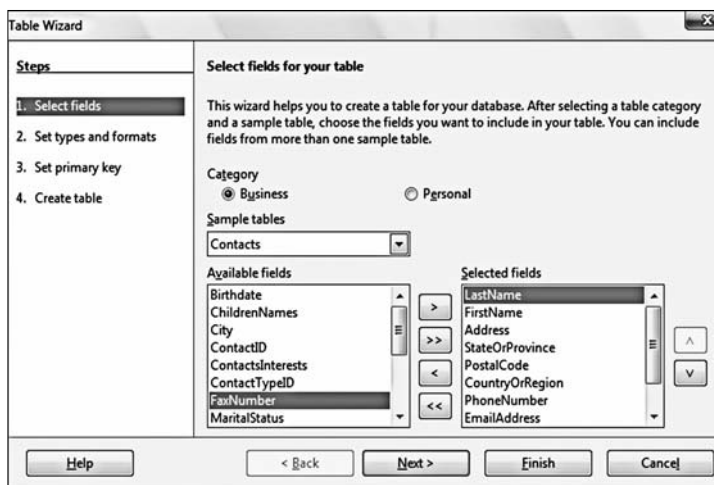 Table Wizard
X
Steps
1. Select fields
2. Set types and formats
3. Set primary key
4. Create table
Select fields for your table
This wizard helps you to create a table for your database. After selecting a table category
and a sample table, choose the fields you want to include in your table. You can include
fields from more than one sample table.
Category
Business
Personal
Sample tables
Contacts
Available fields
Birthdate
ChildrenNames
City
ContactID
ContactsInterests
ContactTypeID
FaxNumber
MaritalStatus
>
>>
<
<<
Selected fields
LastName
FirstName
Address
StateOrProvince
PostalCode
CountryOrRegion
PhoneNumber
EmailAddress
Help
< Back
Next >
Finish
Cancel